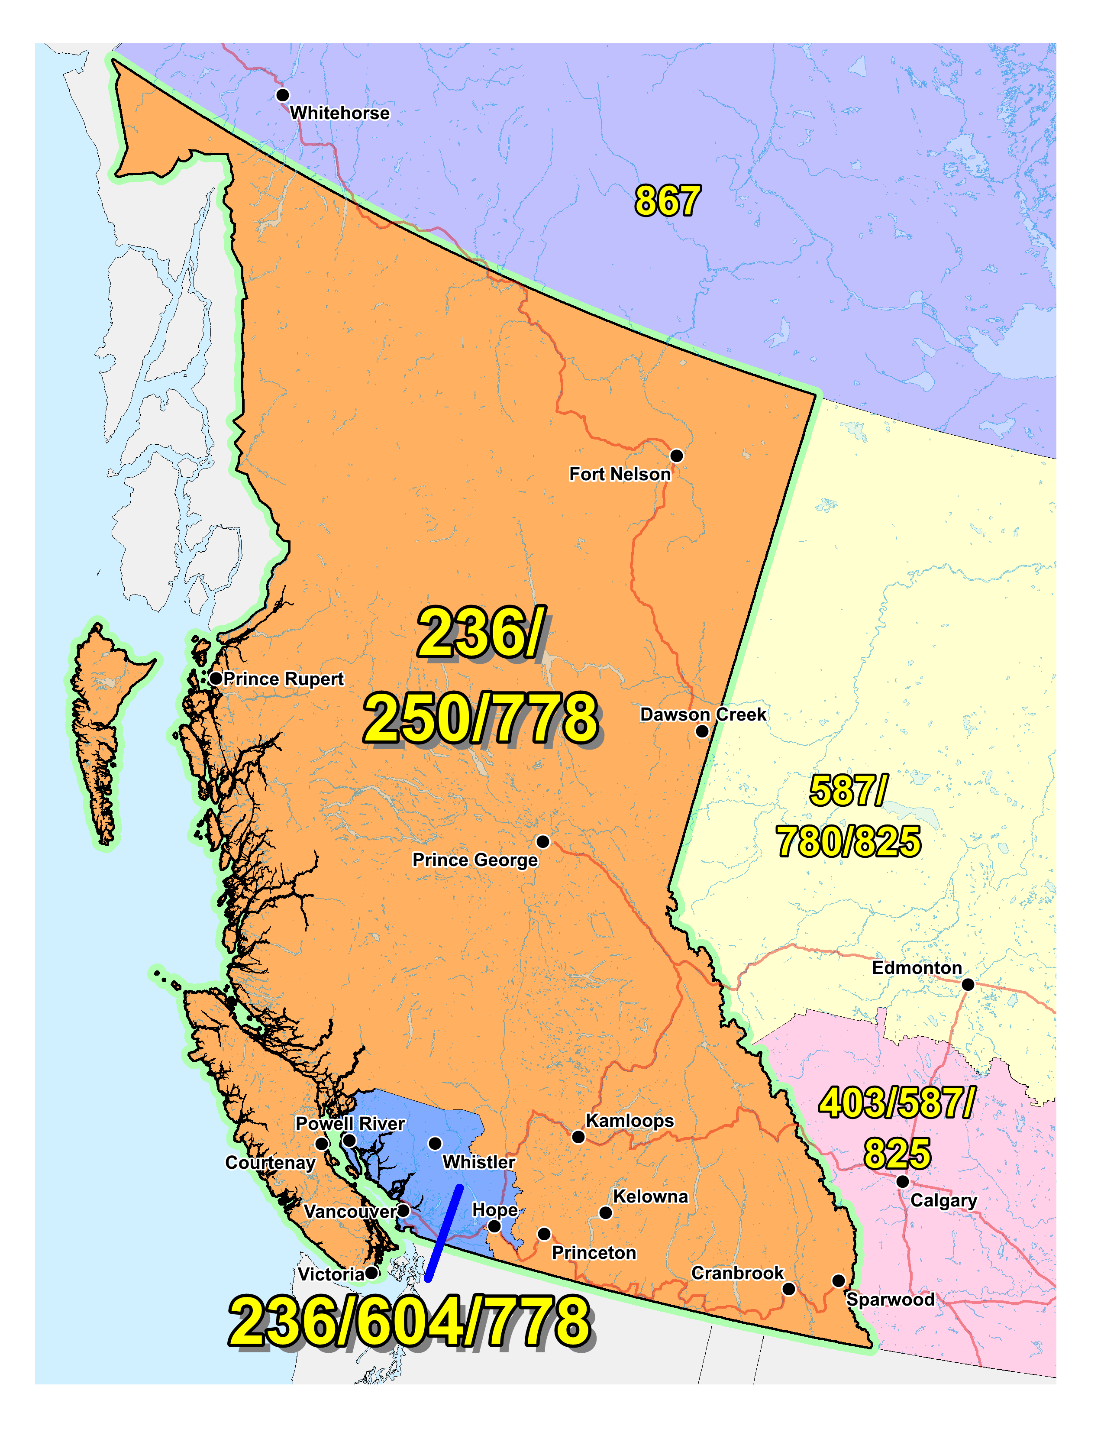 Whitehorse
867
Fort Nelson
236/
250/778
Prince Rupert
Dawson Creek
587/
780/825
Prince George
Edmonton
403/587/
825
Powell River
Kamloops
Courtenay
Whistler
Calgary
Kelowna
Vancouver
Hope
Princeton
Victoria
Cranbrook
Sparwood
236/604/778